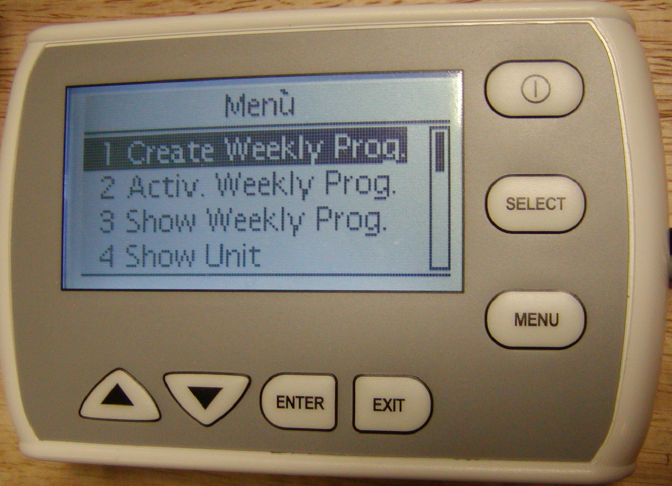 Menù
1 Create Weekly Prog.
2 Activ. Weekly Prog.
3 Show Weekly Prog.
4 Show Unit
SELECT
MENU
ENTER
EXIT